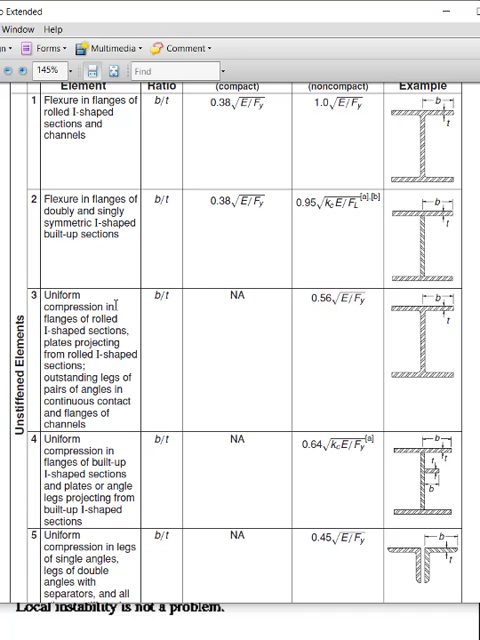 o Extended
Window Help
Forms Multimedia Comment
145% Find
Element Ratio (compact) (noncompact) Example
1 Flexure in flanges of b/t 0.38√E/Fy 1.0√E/Fy b
rolled I-shaped t
sections and
channels
2 Flexure in flanges of b/t 0.38√E/Fy 0.95√kcE/FL[a],[b] b
doubly and singly t
symmetric I-shaped
built-up sections
3 Uniform b/t NA 0.56√E/Fy b
compression in t
flanges of rolled
I-shaped sections,
plates projecting
from rolled I-shaped
sections;
outstanding legs of
pairs of angles in
continuous contact
and flanges of
channels
Unstiffened Elements
4 Uniform b/t NA 0.64√kcE/Fy[a] b
compression in t t
flanges of built-up
I-shaped sections b
and plates or angle
legs projecting from
built-up I-shaped
sections
5 Uniform b/t NA 0.45√E/Fy b
compression in legs t
of single angles,
legs of double
angles with
separators, and all
Local instability is not a problem.